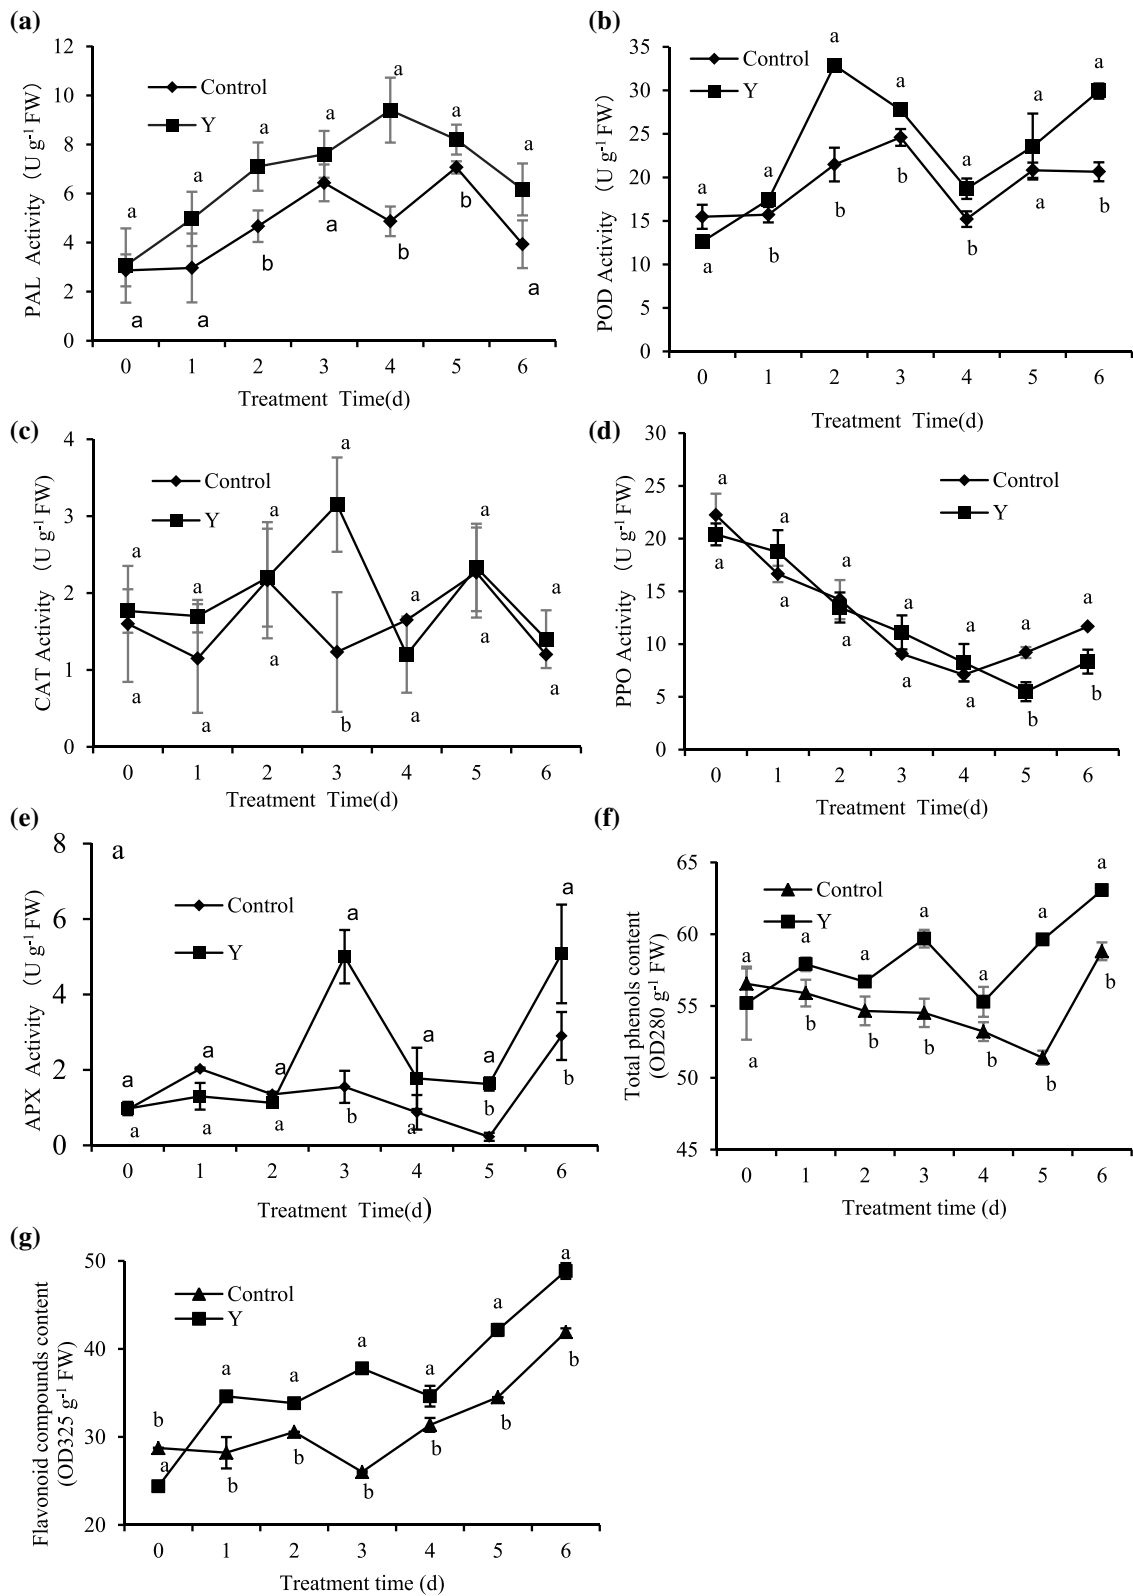 (a)
12
10
8
6
4
2
0
PAL Activity (U g-1 FW)
Control
Y
a a a a a a a
a a b a b b a
0 1 2 3 4 5 6
Treatment Time(d)
(b)
35
30
25
20
15
10
5
0
POD Activity (U g-1 FW)
Control
Y
a a a a a a a
a b b b b a b
0 1 2 3 4 5 6
Treatment Time(d)
(c)
4
3
2
1
0
CAT Activity (U g-1 FW)
Control
Y
a a a a a a a
a a a b a a a
0 1 2 3 4 5 6
Treatment Time(d)
(d)
30
25
20
15
10
5
0
PPO Activity (U g-1 FW)
Control
Y
a a a a a a a
a a a a a b b
0 1 2 3 4 5 6
Treatment Time(d)
(e)
8
6
4
2
0
APX Activity (U g-1 FW)
a
Control
Y
a a a a a a a
a a a b a b b
0 1 2 3 4 5 6
Treatment Time(d)
(f)
65
60
55
50
45
Total phenols content
(OD280 g-1 FW)
Control
Y
a a a a a a a
a b b b b b b
0 1 2 3 4 5 6
Treatment time (d)
(g)
50
40
30
20
Flavonoid compounds content
(OD325 g-1 FW)
Control
Y
b a a a a a a
a b b b b b b
0 1 2 3 4 5 6
Treatment time (d)